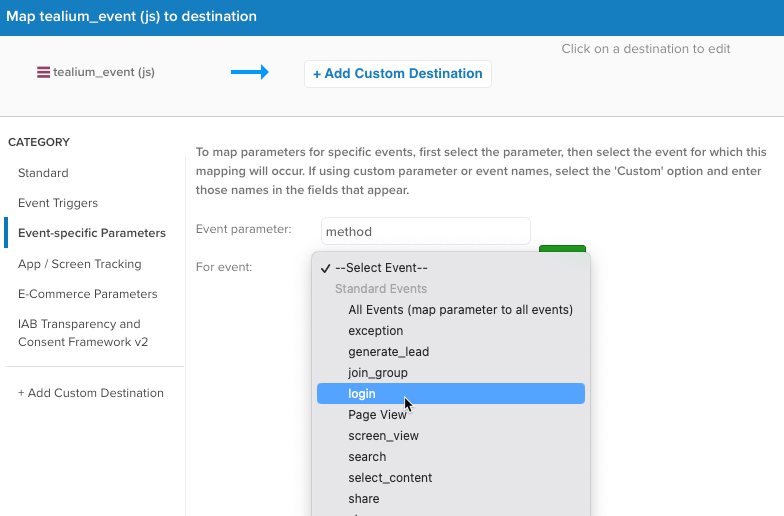 Map tealium_event (js) to destination
Click on a destination to edit
tealium_event (js)
+ Add Custom Destination
CATEGORY
Standard
Event Triggers
Event-specific Parameters
App / Screen Tracking
E-Commerce Parameters
IAB Transparency and
Consent Framework v2
+ Add Custom Destination
To map parameters for specific events, first select the parameter, then select the event for which this
mapping will occur. If using custom parameter or event names, select the 'Custom' option and enter
those names in the fields that appear.
Event parameter:
method
For event:
✓ --Select Event--
Standard Events
All Events (map parameter to all events)
exception
generate_lead
join_group
login
Page View
screen_view
search
select_content
share